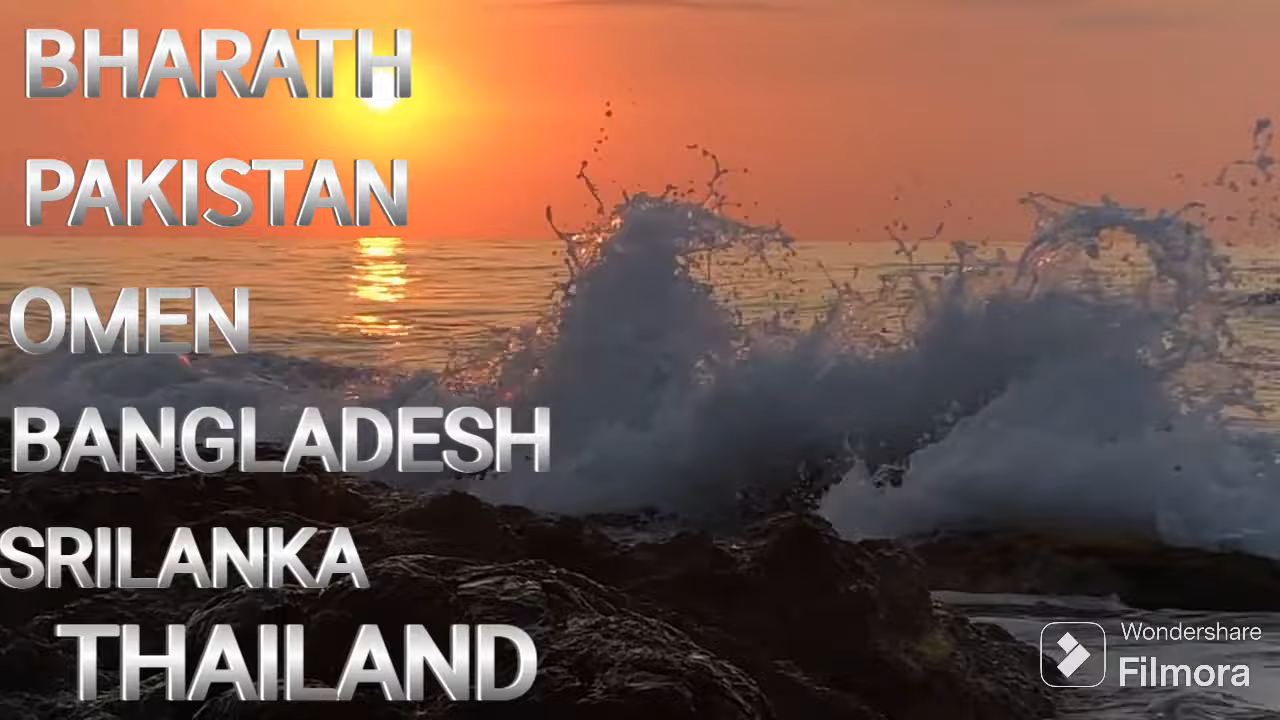 BHARATH
PAKISTAN
OMEN
BANGLADESH
SRILANKA
THAILAND
Wondershare
Filmora